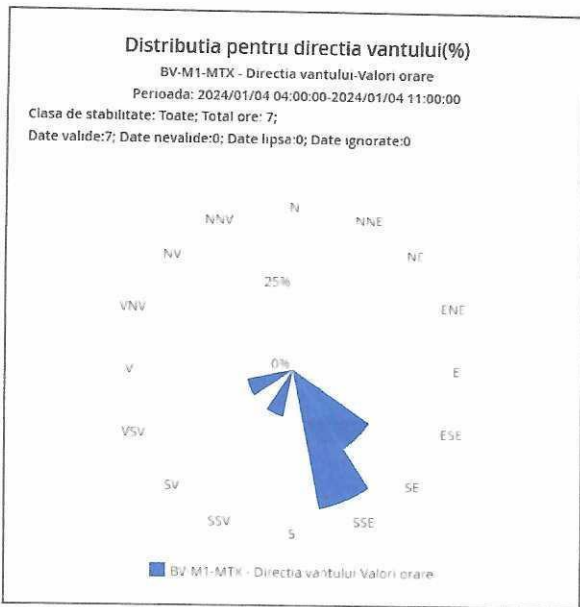 Distributia pentru directia vantului(%)
BV-M1-MTX - Directia vantului-Valori orare
Perioada: 2024/01/04 04:00:00-2024/01/04 11:00:00
Clasa de stabilitate: Toate; Total ore: 7;
Date valide:7; Date nevalide:0; Date lipsa:0; Date ignorate:0
N
NNV
NNE
NV
NE
25%
VNV
ENE
0%
V
E
VSV
ESE
SV
SE
SSV
SSE
S
BV-M1-MTX - Directia vantului-Valori orare